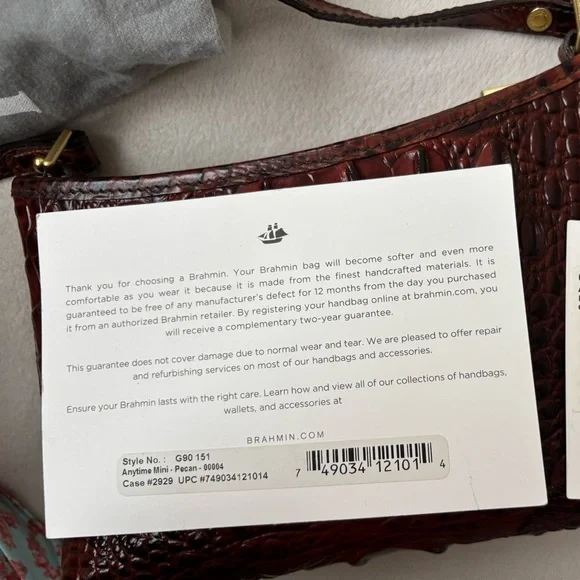 Thank you for choosing a Brahmin. Your Brahmin bag will become softer and even more
comfortable as you wear it because it is made from the finest handcrafted materials. It is
guaranteed to be free of any manufacturer's defect for 12 months from the day you purchased
it from an authorized Brahmin retailer. By registering your handbag online at brahmin.com, you
will receive a complementary two-year guarantee.
This guarantee does not cover damage due to normal wear and tear. We are pleased to offer repair
and refurbishing services on most of our handbags and accessories.
Ensure your Brahmin lasts with the right care. Learn how and view all of our collections of handbags,
wallets, and accessories at
BRAHMIN.COM
Style No. : G90 151
Anytime Mini - Pecan - 00004
Case #2929 UPC #749034121014
7 49034 12101 4